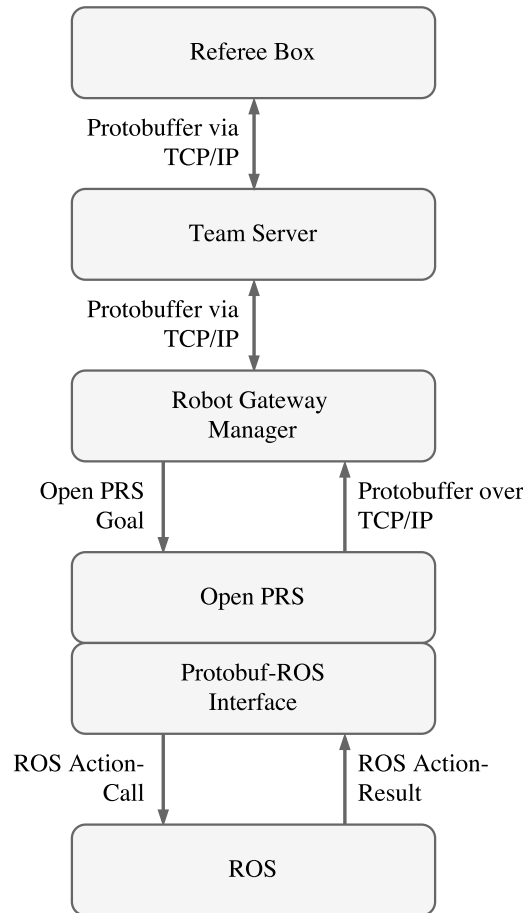 Referee Box
Protobuffer via
TCP/IP
Team Server
Protobuffer via
TCP/IP
Robot Gateway
Manager
Open PRS
Goal
Protobuffer over
TCP/IP
Open PRS
Protobuf-ROS
Interface
ROS Action-
Call
ROS Action-
Result
ROS